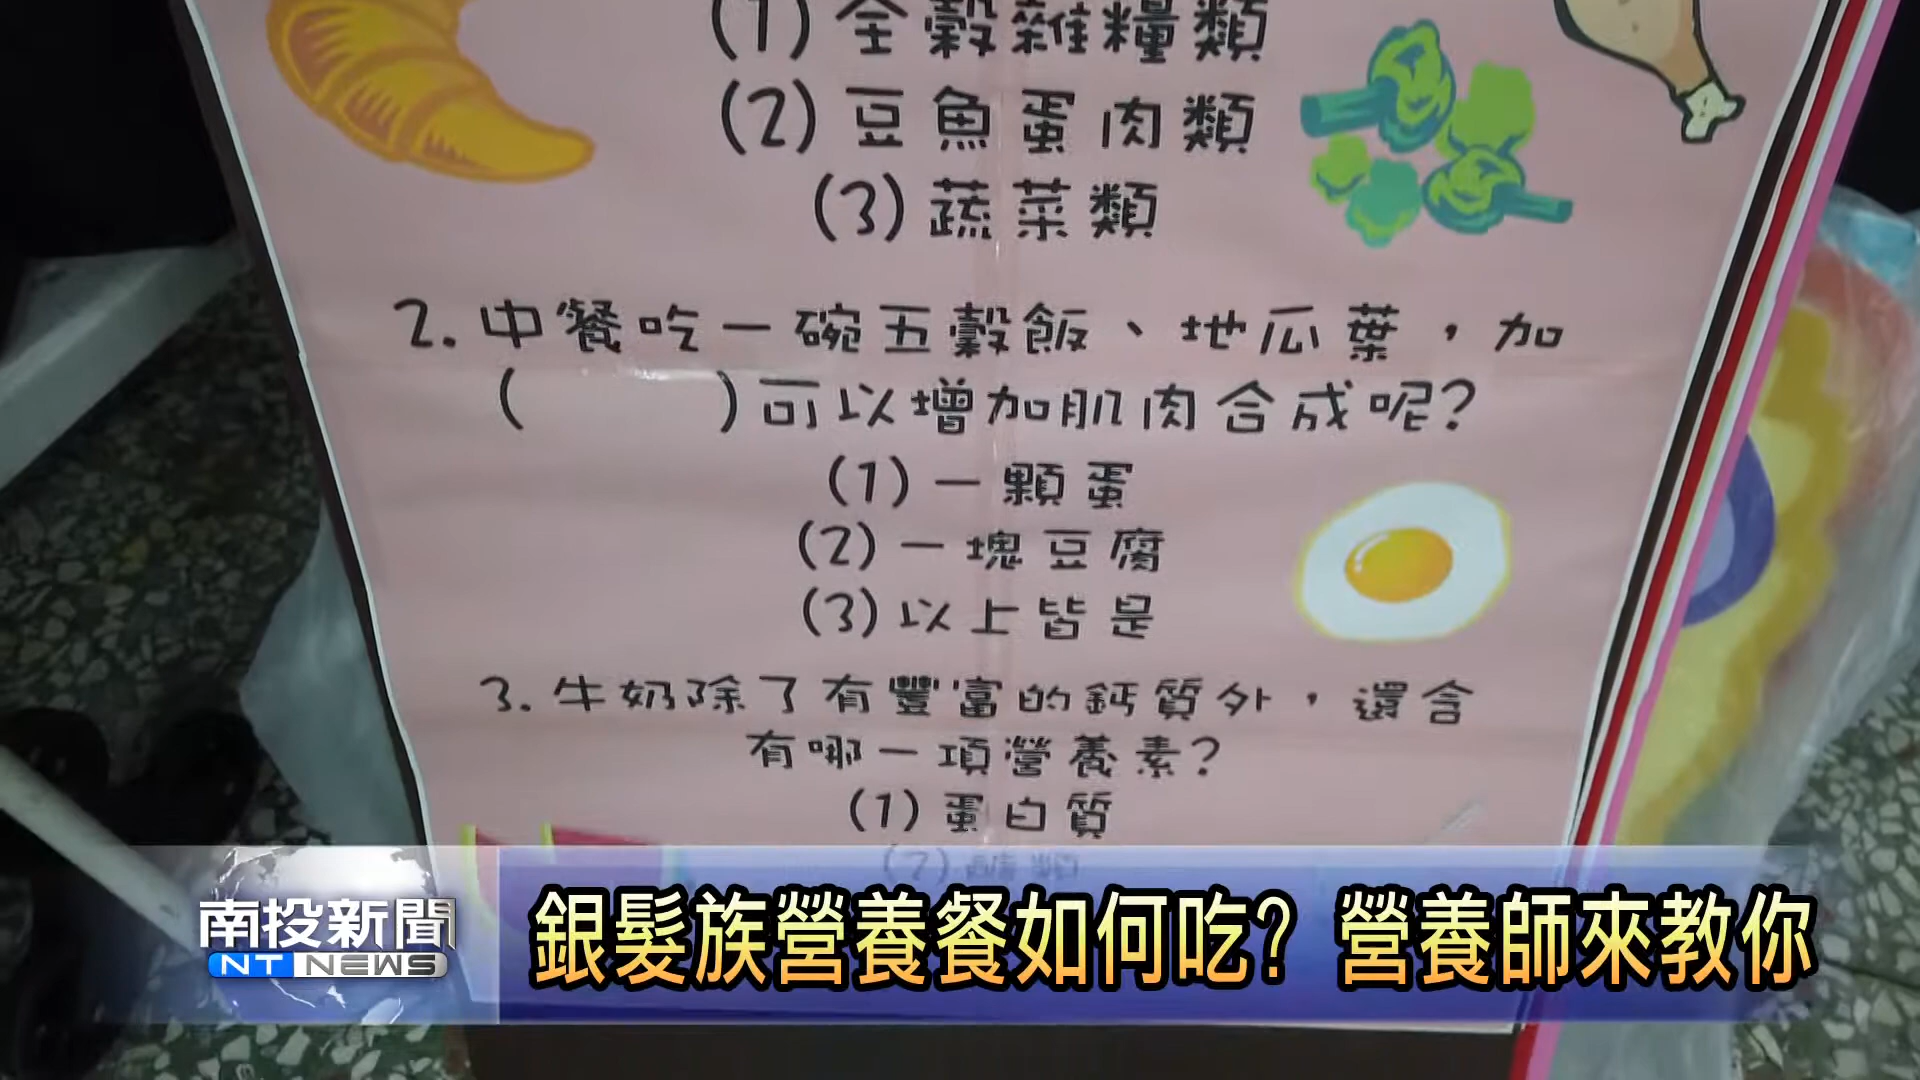 (1)全穀雜糧類
(2)豆魚蛋肉類
(3)蔬菜類
2.中餐吃一碗五穀飯、地瓜葉，加
(　　)可以增加肌肉合成呢?
(1)一顆蛋
(2)一塊豆腐
(3)以上皆是
3.牛奶除了有豐富的鈣質外，還含
有哪一項營養素?
(1)蛋白質
(2)
南投新聞
NT NEWS
銀髮族營養餐如何吃? 營養師來教你